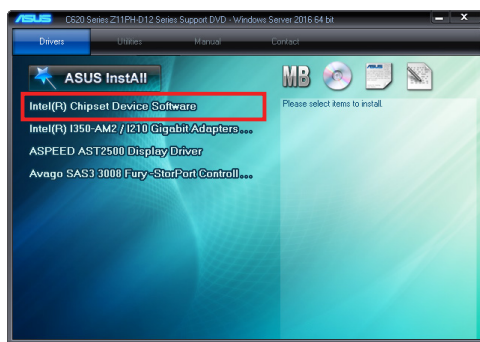 ASUS C620 Series Z11PH-D12 Series Support DVD - Windows Server 2016 64 bit
Drivers Utilities Manual Contact
ASUS InstAll
MB
Intel(R) Chipset Device Software
Please select items to install.
Intel(R) I350-AM2 / I210 Gigabit Adapters...
ASPEED AST2500 Display Driver
Avago SAS3 3008 Fury-StorPort Controll...